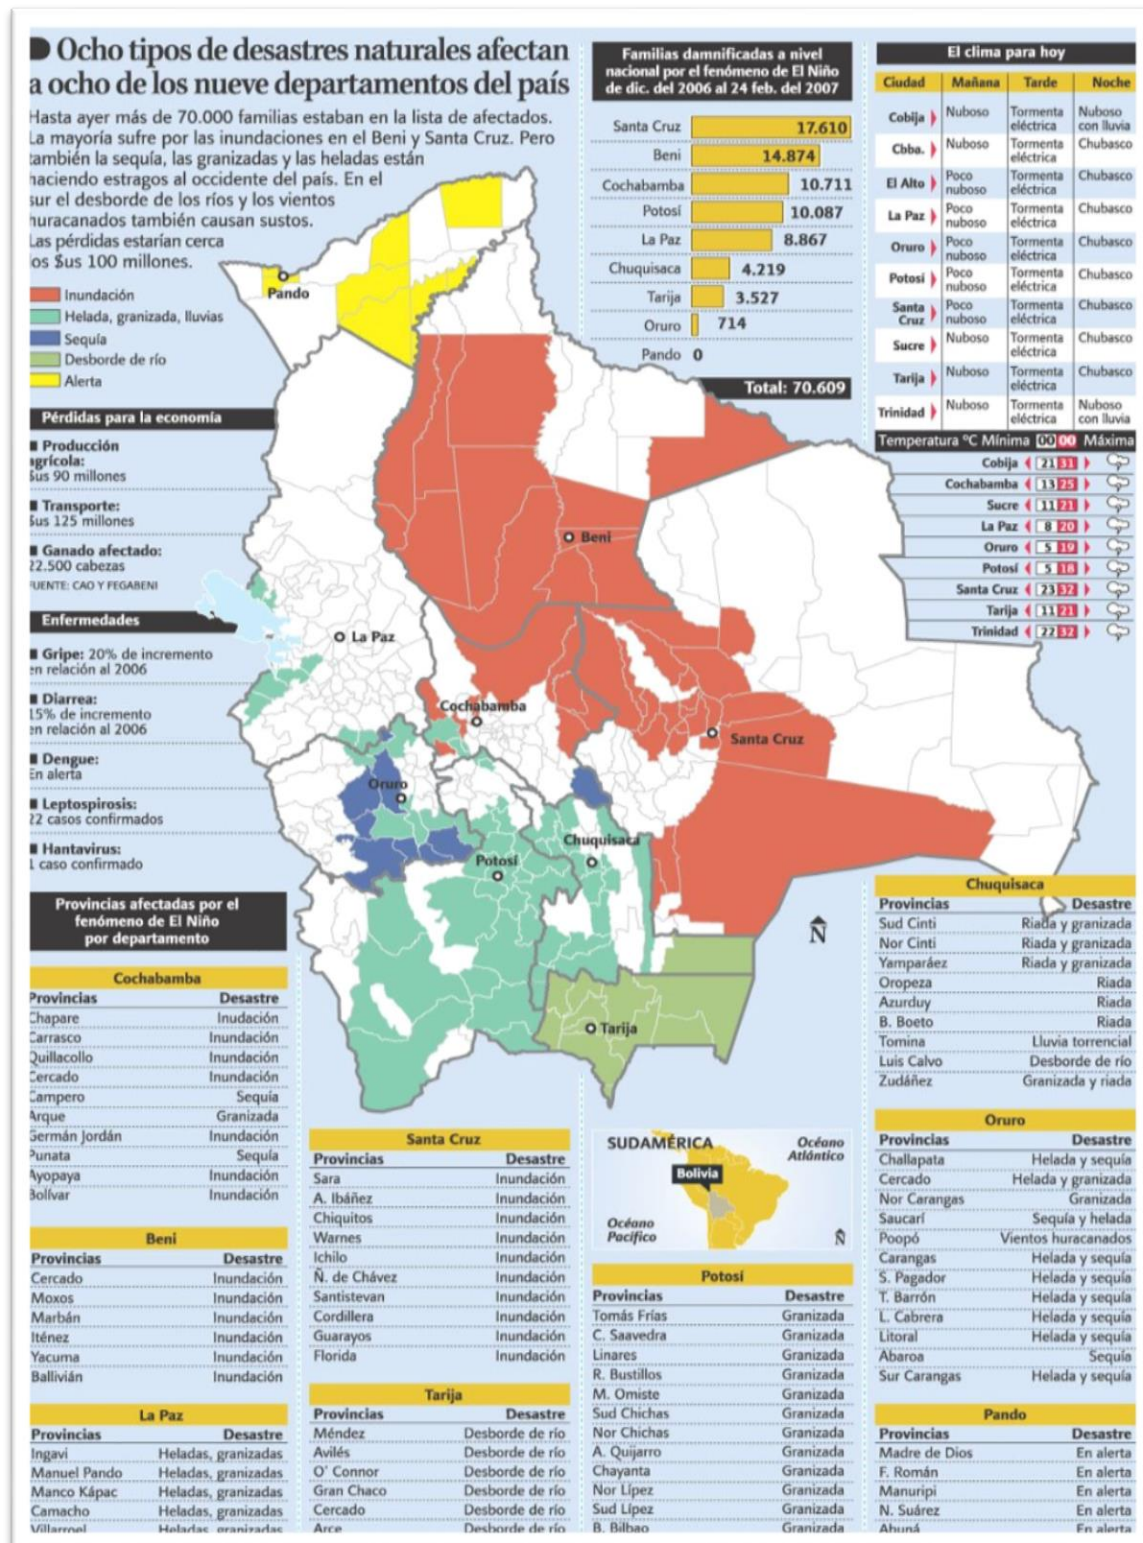 Ocho tipos de desastres naturales afectan
a ocho de los nueve departamentos del país
Hasta ayer más de 70.000 familias estaban en la lista de afectados.
La mayoría sufre por las inundaciones en el Beni y Santa Cruz. Pero
también la sequía, las granizadas y las heladas están
haciendo estragos al occidente del país. En el
sur el desborde de los ríos y los vientos
huracanados también causan sustos.
Las pérdidas estarían cerca
los $us 100 millones.
Inundación
Helada, granizada, lluvias
Sequía
Desborde de río
Alerta
Pérdidas para la economía
Producción
agrícola:
$us 90 millones
Transporte:
$us 125 millones
Ganado afectado:
22.500 cabezas
FUENTE: CAO Y FEGABENI
Enfermedades
Gripe: 20% de incremento
en relación al 2006
Diarrea:
15% de incremento
en relación al 2006
Dengue:
En alerta
Leptospirosis:
22 casos confirmados
Hantavirus:
1 caso confirmado
Familias damnificadas a nivel
nacional por el fenómeno de El Niño
de dic. del 2006 al 24 feb. del 2007
Santa Cruz 17.610
Beni 14.874
Cochabamba 10.711
Potosí 10.087
La Paz 8.867
Chuquisaca 4.219
Tarija 3.527
Oruro 714
Pando 0
Total: 70.609
El clima para hoy
Ciudad Mañana Tarde Noche
Cobija Nuboso Tormenta eléctrica Nuboso con lluvia
Cbba. Nuboso Tormenta eléctrica Chubasco
El Alto Poco nuboso Tormenta eléctrica Chubasco
La Paz Poco nuboso Tormenta eléctrica Chubasco
Oruro Poco nuboso Tormenta eléctrica Chubasco
Potosí Poco nuboso Tormenta eléctrica Chubasco
Santa Cruz Poco nuboso Tormenta eléctrica Chubasco
Sucre Nuboso Tormenta eléctrica Chubasco
Tarija Nuboso Tormenta eléctrica Chubasco
Trinidad Nuboso Tormenta eléctrica Nuboso con lluvia
Temperatura ºC Mínima 00 00 Máxima
Cobija 21 31
Cochabamba 13 25
Sucre 11 21
La Paz 8 20
Oruro 5 19
Potosí 5 18
Santa Cruz 23 32
Tarija 11 21
Trinidad 22 32
Pando
Beni
La Paz
Cochabamba
Santa Cruz
Oruro
Chuquisaca
Potosí
Tarija
N
Provincias afectadas por el
fenómeno de El Niño
por departamento
Cochabamba
Provincias Desastre
Chapare Inudación
Carrasco Inundación
Quillacollo Inundación
Cercado Inundación
Campero Sequía
Arque Granizada
Germán Jordán Inundación
Punata Sequía
Ayopaya Inundación
Bolívar Inundación
Beni
Provincias Desastre
Cercado Inundación
Moxos Inundación
Marbán Inundación
Iténez Inundación
Yacuma Inundación
Ballivián Inundación
La Paz
Provincias Desastre
Ingavi Heladas, granizadas
Manuel Pando Heladas, granizadas
Manco Kápac Heladas, granizadas
Camacho Heladas, granizadas
Villarroel Heladas, granizadas
Santa Cruz
Provincias Desastre
Sara Inundación
A. Ibáñez Inundación
Chiquitos Inundación
Warnes Inundación
Ichilo Inundación
Ñ. de Chávez Inundación
Santistevan Inundación
Cordillera Inundación
Guarayos Inundación
Florida Inundación
Tarija
Provincias Desastre
Méndez Desborde de río
Avilés Desborde de río
O' Connor Desborde de río
Gran Chaco Desborde de río
Cercado Desborde de río
Arce Desborde de río
SUDAMÉRICA
Océano
Atlántico
Bolivia
Océano
Pacífico
N
Potosí
Provincias Desastre
Tomás Frías Granizada
C. Saavedra Granizada
Linares Granizada
R. Bustillos Granizada
M. Omiste Granizada
Sud Chichas Granizada
Nor Chichas Granizada
A. Quijarro Granizada
Chayanta Granizada
Nor Lípez Granizada
Sud Lípez Granizada
B. Bilbao Granizada
Chuquisaca
Provincias Desastre
Sud Cinti Riada y granizada
Nor Cinti Riada y granizada
Yamparáez Riada y granizada
Oropeza Riada
Azurduy Riada
B. Boeto Riada
Tomina Lluvia torrencial
Luis Calvo Desborde de río
Zudáñez Granizada y riada
Oruro
Provincias Desastre
Challapata Helada y sequía
Cercado Helada y granizada
Nor Carangas Granizada
Saucarí Sequía y helada
Poopó Vientos huracanados
Carangas Helada y sequía
S. Pagador Helada y sequía
T. Barrón Helada y sequía
L. Cabrera Helada y sequía
Litoral Helada y sequía
Abaroa Sequía
Sur Carangas Helada y sequía
Pando
Provincias Desastre
Madre de Dios En alerta
F. Román En alerta
Manuripi En alerta
N. Suárez En alerta
Abuná En alerta